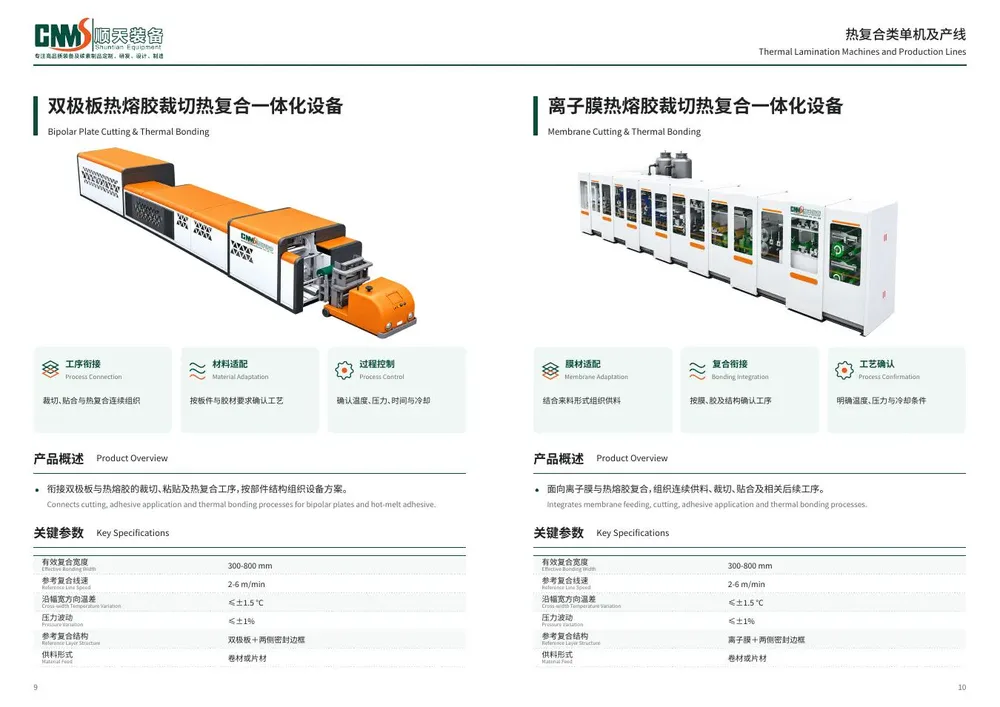 CNMS 顺天装备
Shuntian Equipment
专注高品质装备及碳素制品定制、研发、设计、制造
热复合类单机及产线
Thermal Lamination Machines and Production Lines
双极板热熔胶裁切热复合一体化设备
Bipolar Plate Cutting & Thermal Bonding
工序衔接
Process Connection
裁切、贴合与热复合连续组织
材料适配
Material Adaptation
按板件与胶材要求确认工艺
过程控制
Process Control
确认温度、压力、时间与冷却
产品概述 Product Overview
衔接双极板与热熔胶的裁切、粘贴及热复合工序，按部件结构组织设备方案。
Connects cutting, adhesive application and thermal bonding processes for bipolar plates and hot-melt adhesive.
关键参数 Key Specifications
有效复合宽度
Effective Bonding Width
300-800 mm
参考复合线速
Reference Line Speed
2-6 m/min
沿幅宽方向温差
Cross-width Temperature Variation
≤±1.5 °C
压力波动
Pressure Variation
≤±1%
参考复合结构
Reference Layer Structure
双极板＋两侧密封边框
供料形式
Material Feed
卷材或片材
9
离子膜热熔胶裁切热复合一体化设备
Membrane Cutting & Thermal Bonding
膜材适配
Membrane Adaptation
结合来料形式组织供料
复合衔接
Bonding Integration
按膜、胶及结构确认工序
工艺确认
Process Confirmation
明确温度、压力与冷却条件
产品概述 Product Overview
面向离子膜与热熔胶复合，组织连续供料、裁切、贴合及相关后续工序。
Integrates membrane feeding, cutting, adhesive application and thermal bonding processes.
关键参数 Key Specifications
有效复合宽度
Effective Bonding Width
300-800 mm
参考复合线速
Reference Line Speed
2-6 m/min
沿幅宽方向温差
Cross-width Temperature Variation
≤±1.5 °C
压力波动
Pressure Variation
≤±1%
参考复合结构
Reference Layer Structure
离子膜＋两侧密封边框
供料形式
Material Feed
卷材或片材
10